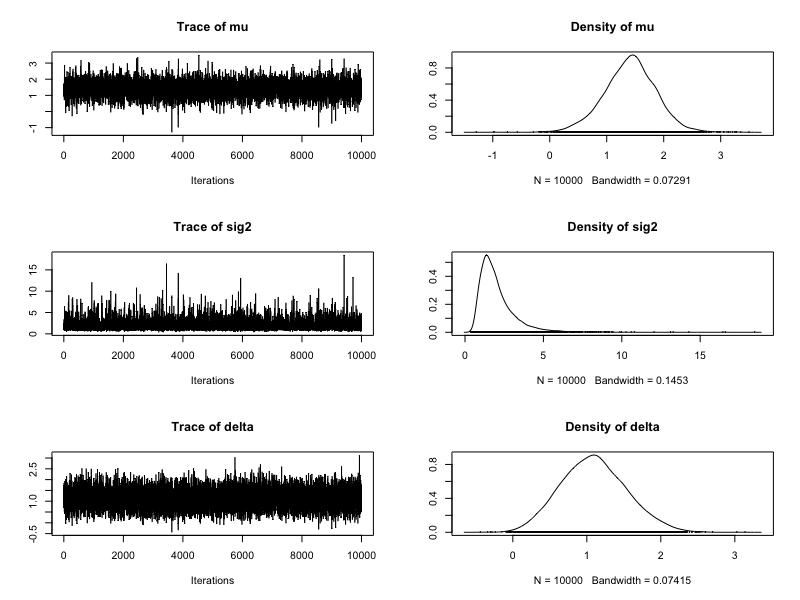 Trace of mu
3
2
1
-1
0 2000 4000 6000 8000 10000
Iterations
Density of mu
0.8
0.4
0.0
-1 0 1 2 3
N = 10000 Bandwidth = 0.07291
Trace of sig2
15
10
5
0
0 2000 4000 6000 8000 10000
Iterations
Density of sig2
0.4
0.2
0.0
0 5 10 15
N = 10000 Bandwidth = 0.1453
Trace of delta
2.5
1.0
-0.5
0 2000 4000 6000 8000 10000
Iterations
Density of delta
0.8
0.4
0.0
0 1 2 3
N = 10000 Bandwidth = 0.07415